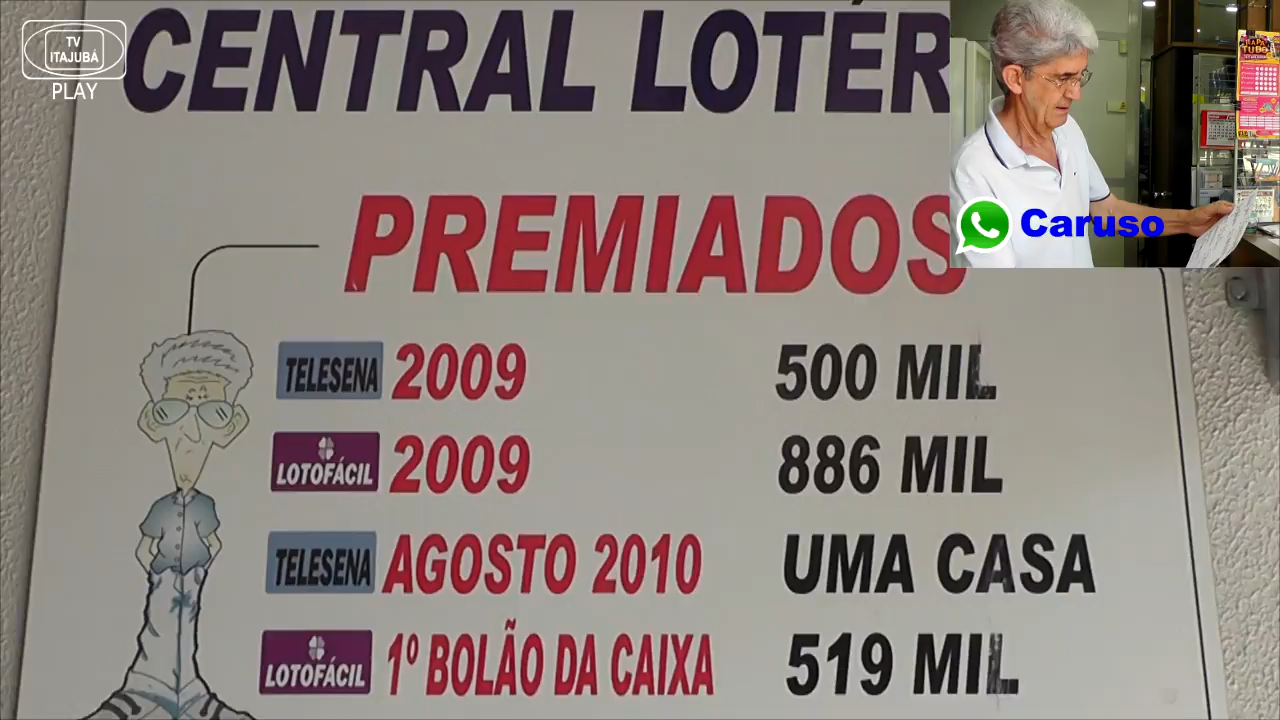 TV
ITAJUBÁ
PLAY
CENTRAL LOTÉR
PREMIADOS
Caruso
TELESENA 2009 500 MIL
LOTOFÁCIL 2009 886 MIL
TELESENA AGOSTO 2010 UMA CASA
LOTOFÁCIL 1º BOLÃO DA CAIXA 519 MIL